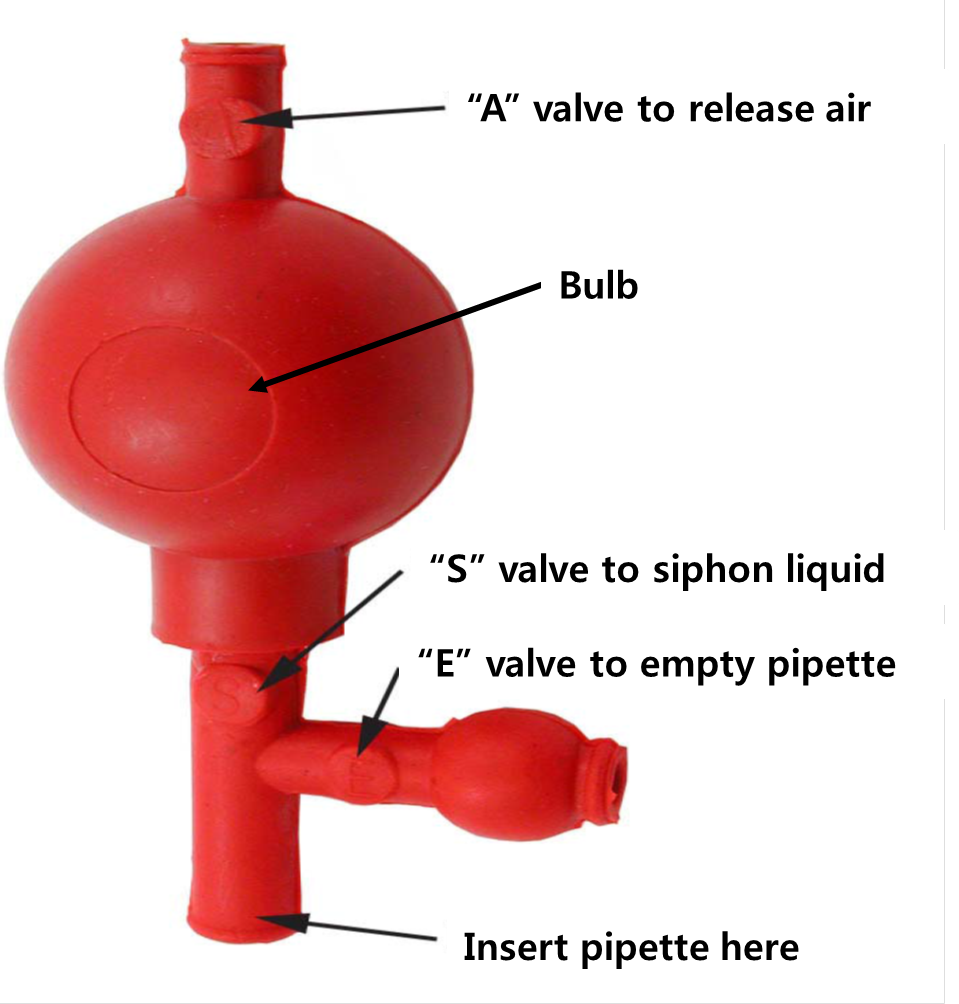 “A” valve to release air
Bulb
“S” valve to siphon liquid
S
“E” valve to empty pipette
E
Insert pipette here